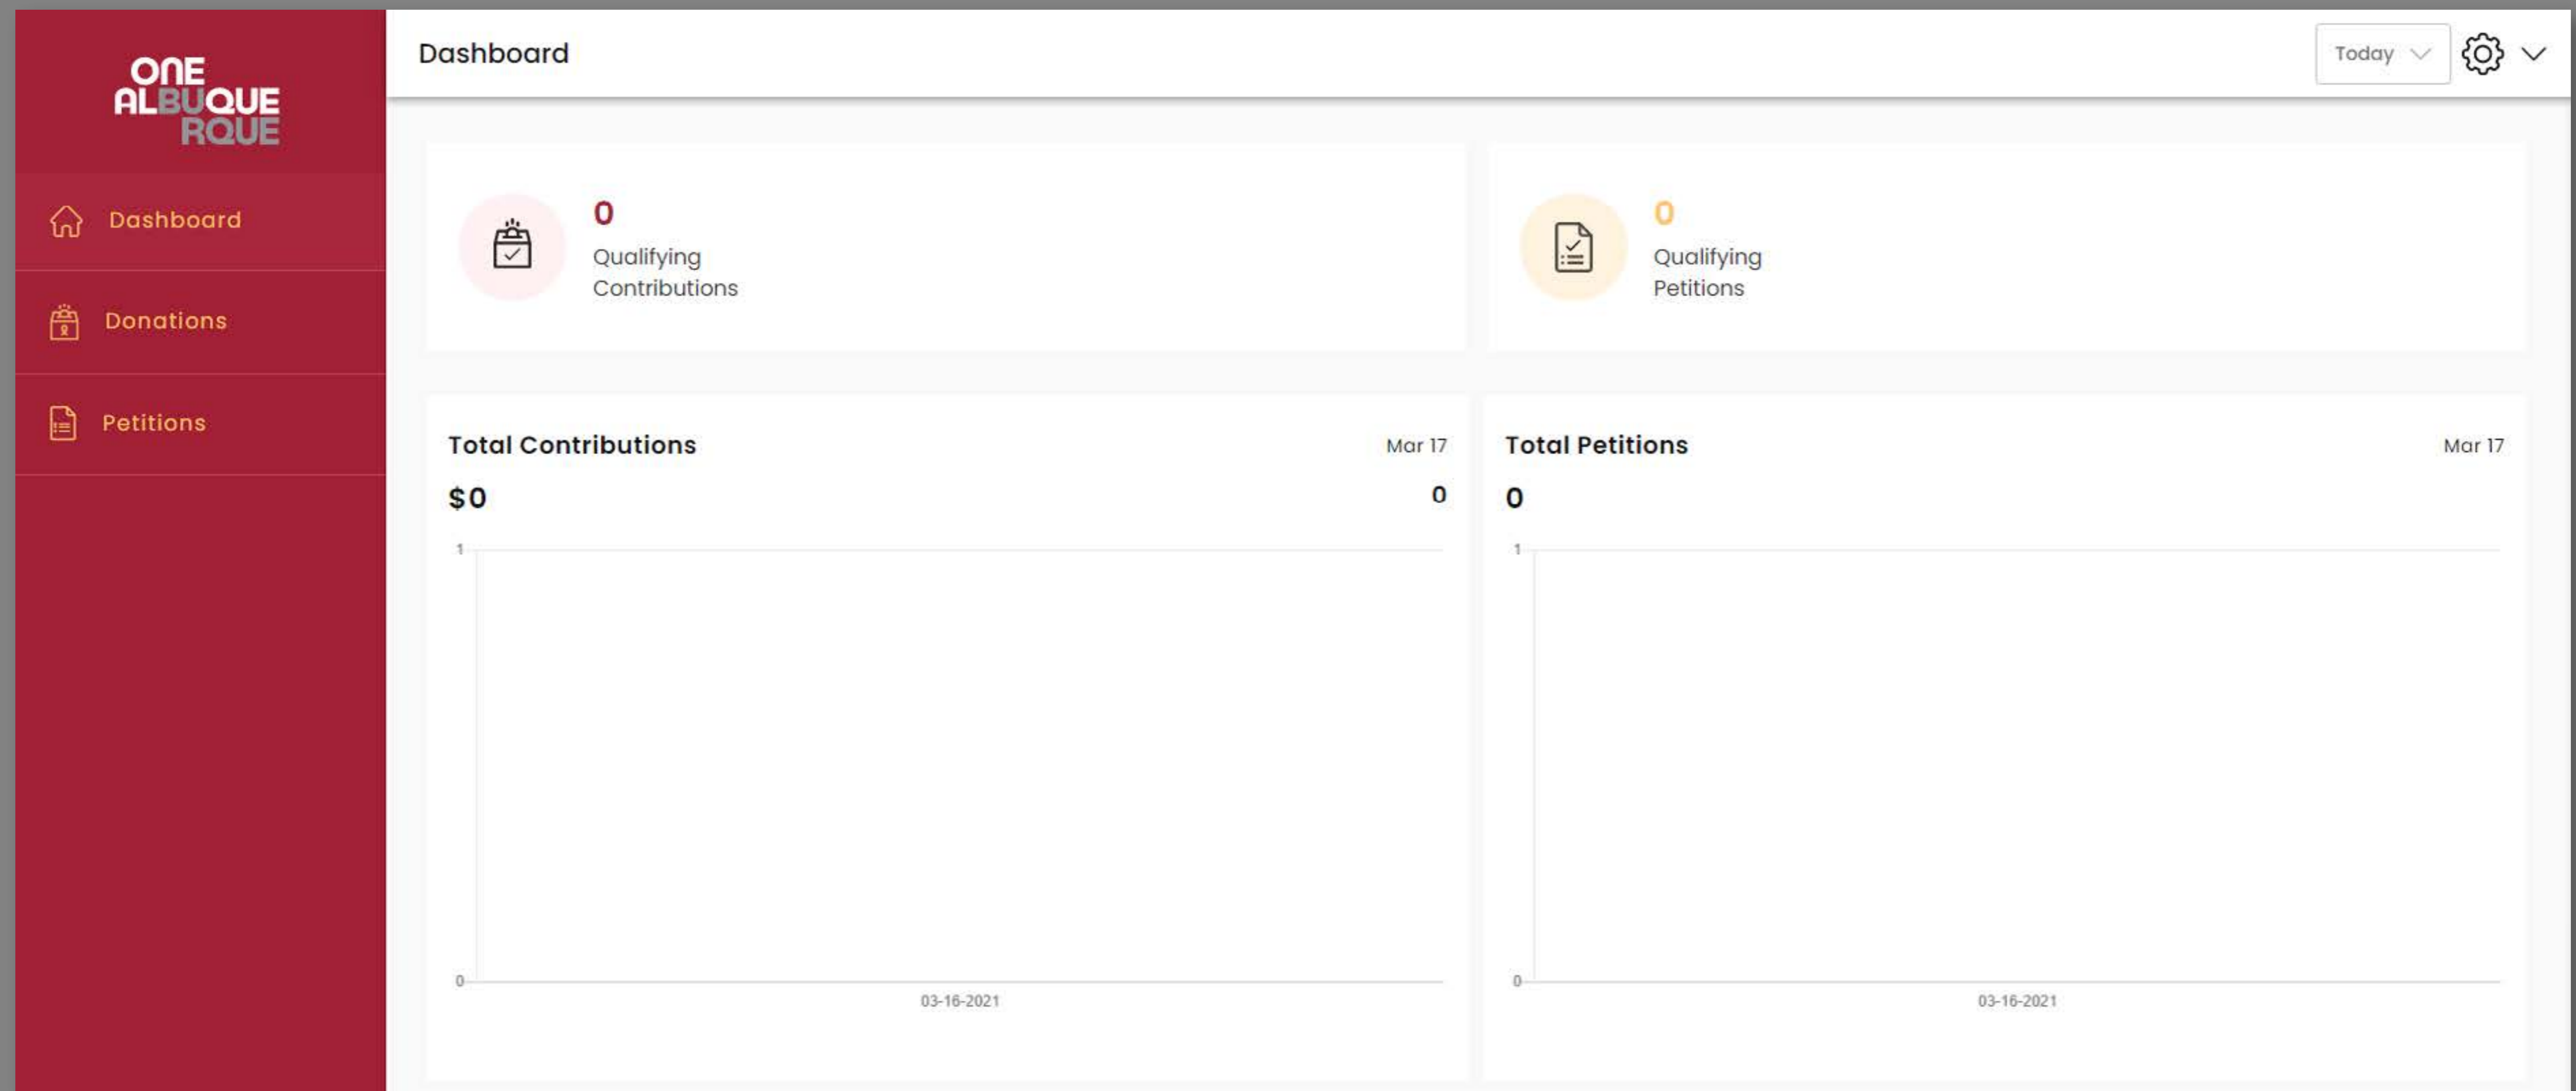 ONE
ALBUQUE
RQUE
Dashboard
Donations
Petitions
Dashboard
Today
0
Qualifying
Contributions
0
Qualifying
Petitions
Total Contributions
Mar 17
$0
0
1
0
03-16-2021
Total Petitions
Mar 17
0
1
0
03-16-2021